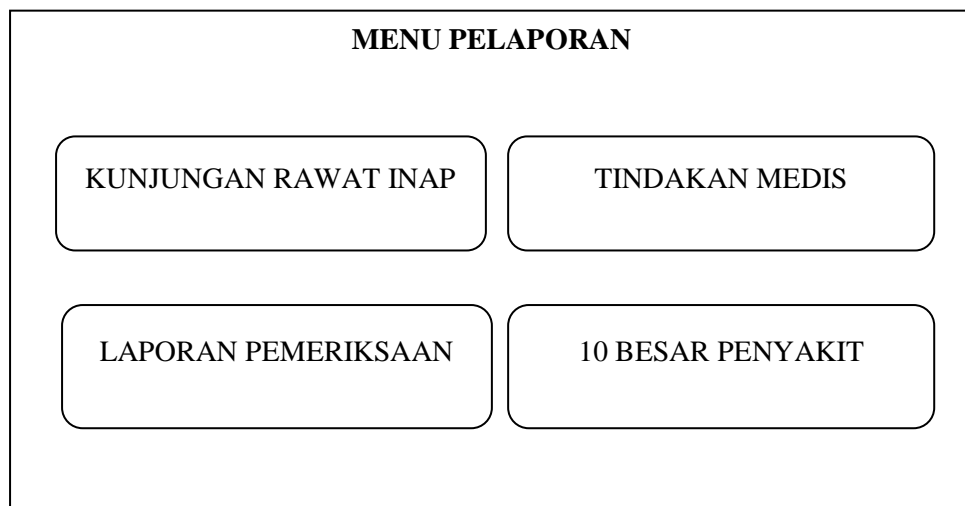 MENU PELAPORAN
KUNJUNGAN RAWAT INAP
TINDAKAN MEDIS
LAPORAN PEMERIKSAAN
10 BESAR PENYAKIT